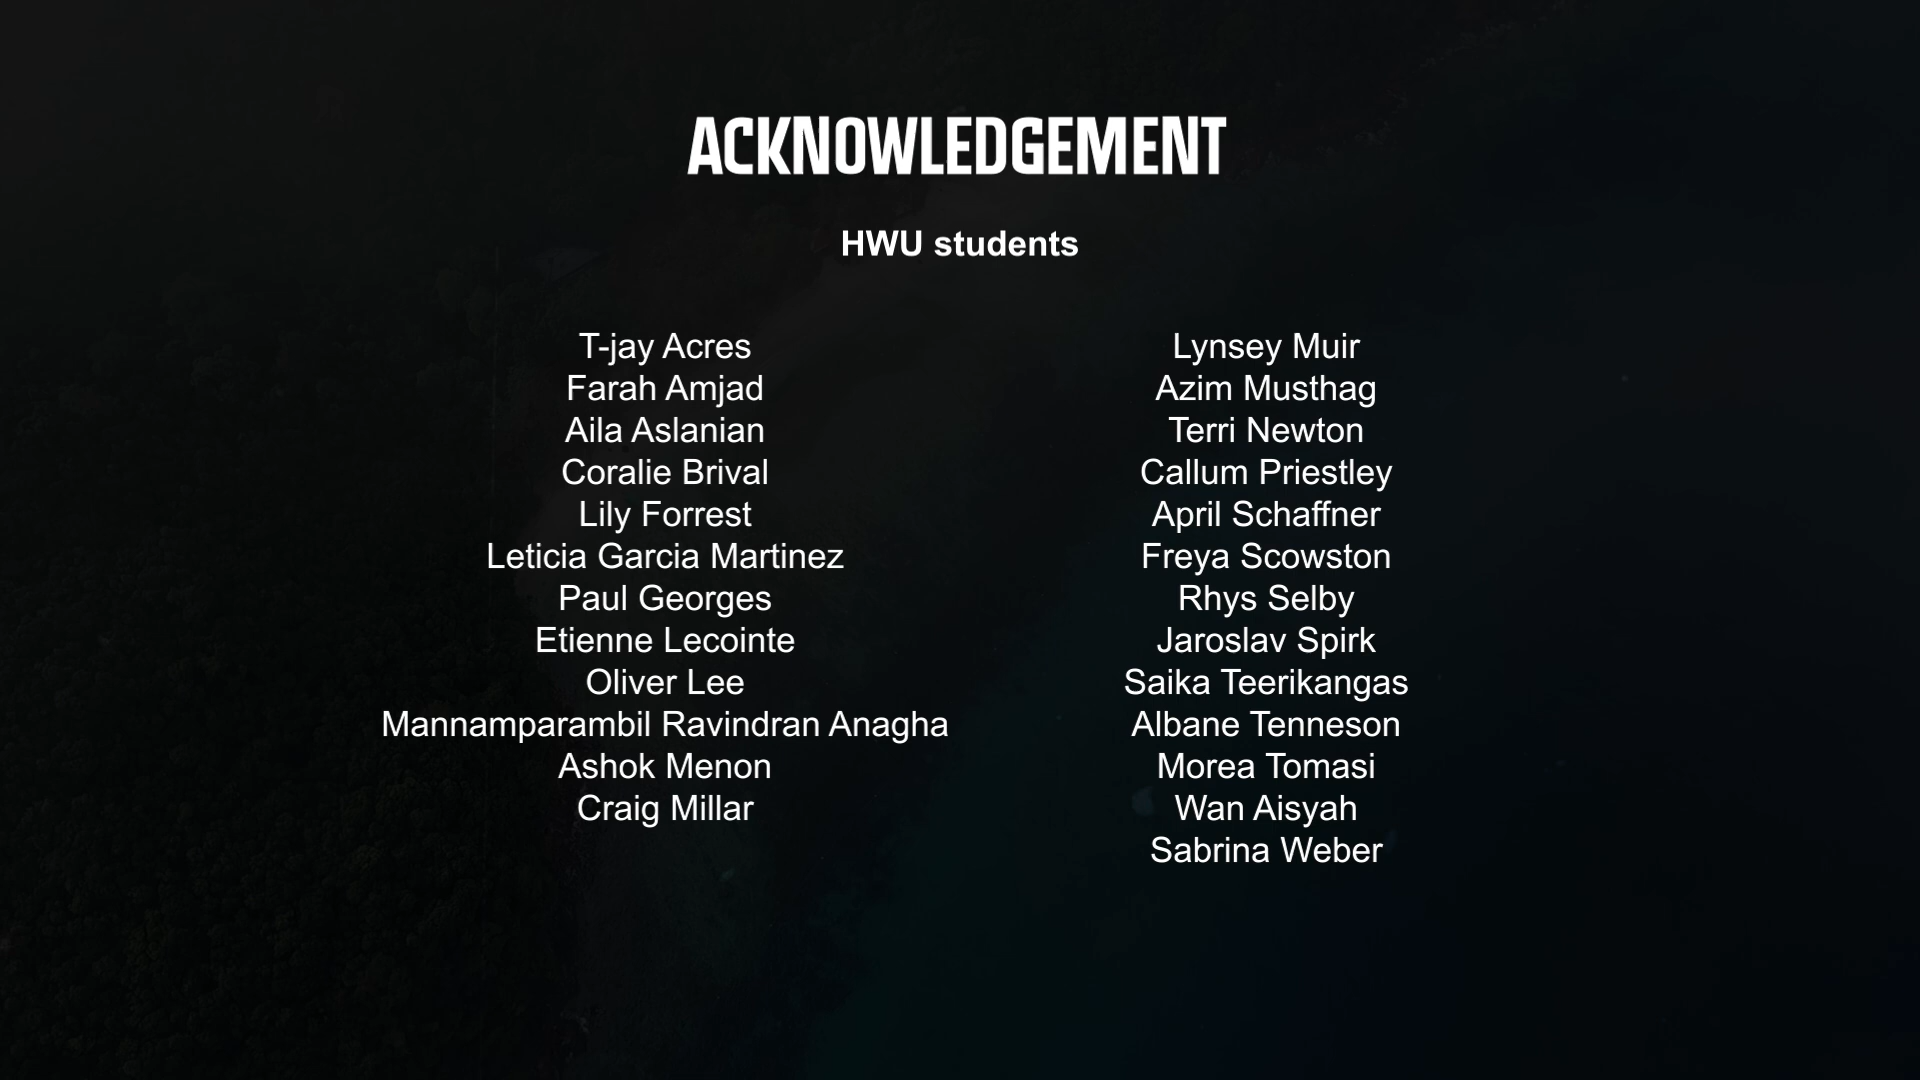 ACKNOWLEDGEMENT
HWU students
T-jay Acres
Farah Amjad
Aila Aslanian
Coralie Brival
Lily Forrest
Leticia Garcia Martinez
Paul Georges
Etienne Lecointe
Oliver Lee
Mannamparambil Ravindran Anagha
Ashok Menon
Craig Millar
Lynsey Muir
Azim Musthag
Terri Newton
Callum Priestley
April Schaffner
Freya Scowston
Rhys Selby
Jaroslav Spirk
Saika Teerikangas
Albane Tenneson
Morea Tomasi
Wan Aisyah
Sabrina Weber